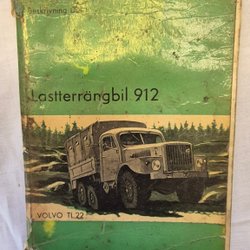 Beskrivning
Lastterrängbil 912
VOLVO TL 22